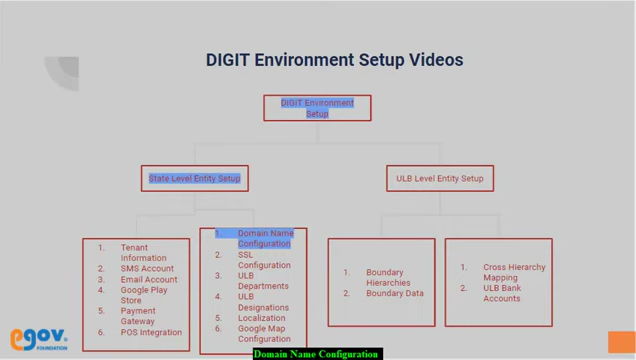 DIGIT Environment Setup Videos
DIGIT Environment
Setup
State Level Entity Setup
ULB Level Entity Setup
1. Tenant
Information
2. SMS Account
3. Email Account
4. Google Play
Store
5. Payment
Gateway
6. POS Integration
1. Domain Name
Configuration
2. SSL
Configuration
3. ULB
Departments
4. ULB
Designations
5. Localization
6. Google Map
Configuration
1. Boundary
Hierarchies
2. Boundary Data
1. Cross Hierarchy
Mapping
2. ULB Bank
Accounts
egov.
FOUNDATION
Domain Name Configuration